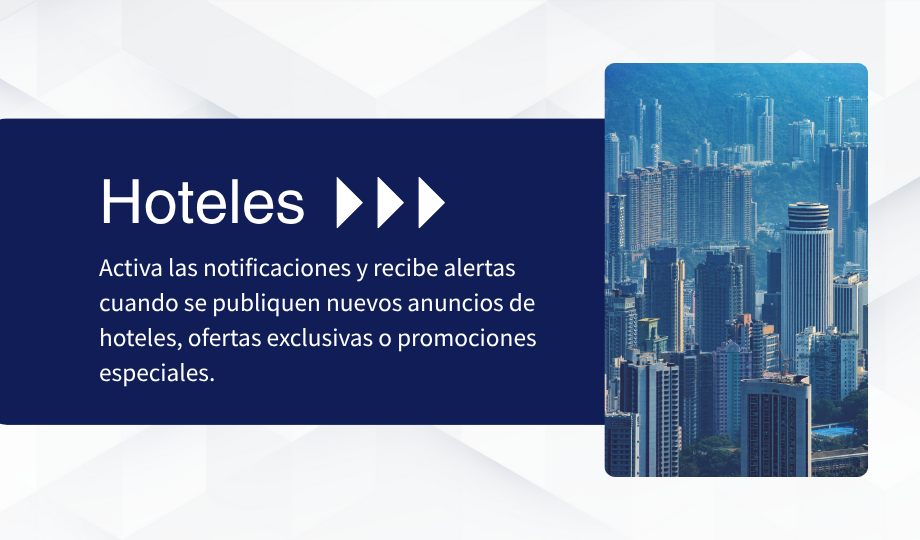 Hoteles
Activa las notificaciones y recibe alertas
cuando se publiquen nuevos anuncios de
hoteles, ofertas exclusivas o promociones
especiales.